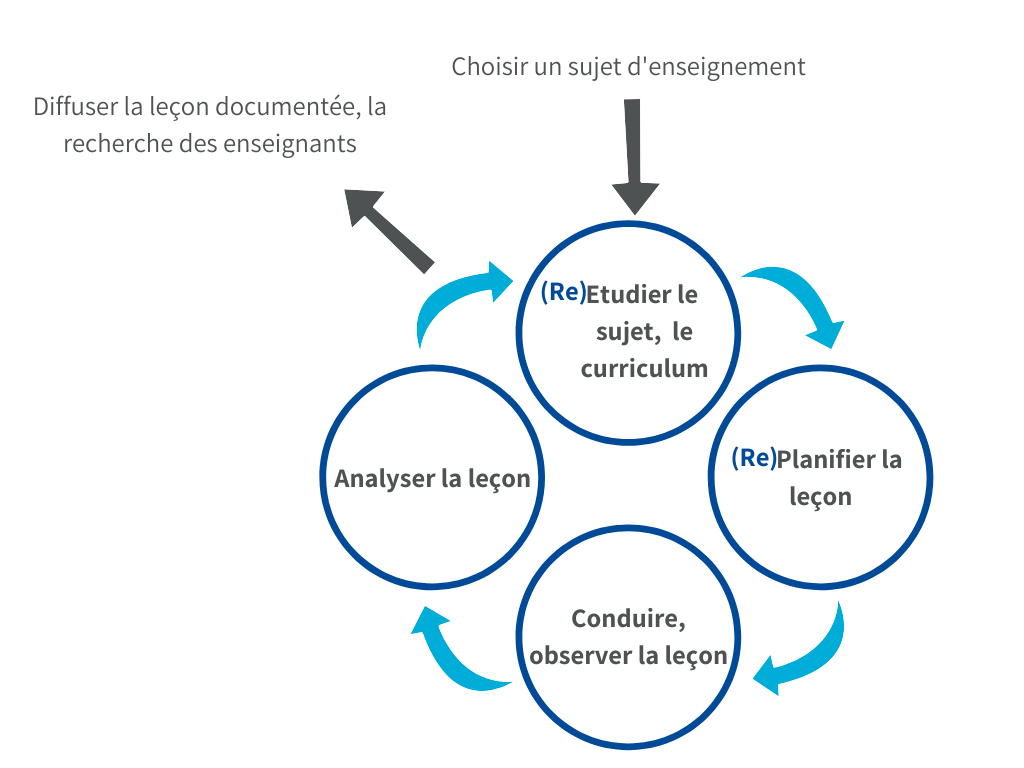 Choisir un sujet d'enseignement
Diffuser la leçon documentée, la
recherche des enseignants
(Re)Etudier le
sujet, le
curriculum
(Re)Planifier la
leçon
Conduire,
observer la leçon
Analyser la leçon